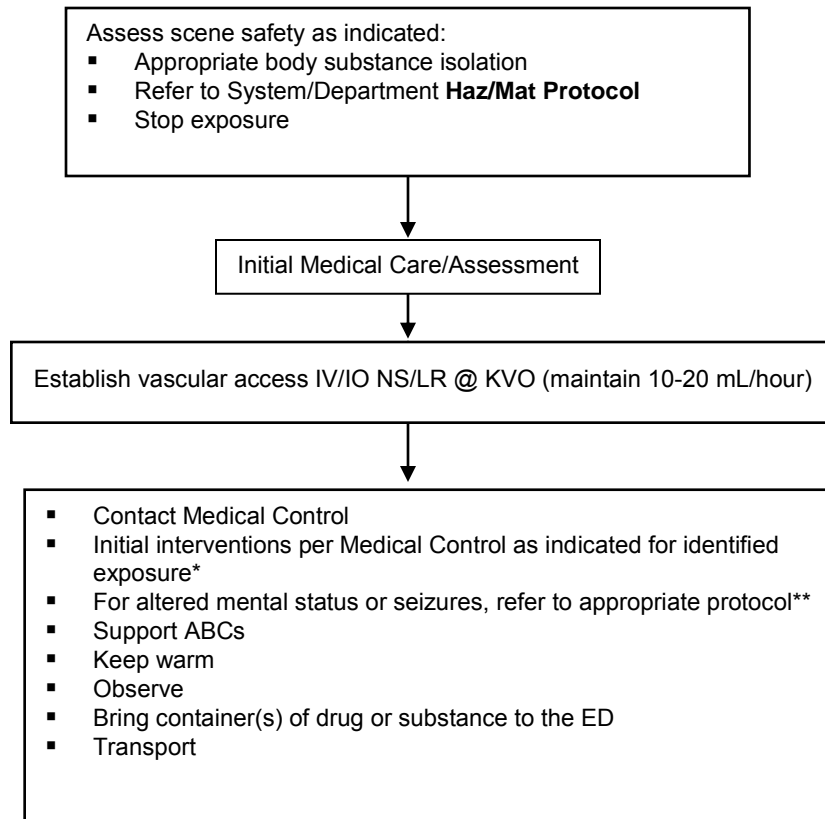 Assess scene safety as indicated:
▪ Appropriate body substance isolation
▪ Refer to System/Department Haz/Mat Protocol
▪ Stop exposure
Initial Medical Care/Assessment
Establish vascular access IV/IO NS/LR @ KVO (maintain 10-20 mL/hour)
▪ Contact Medical Control
▪ Initial interventions per Medical Control as indicated for identified
exposure*
▪ For altered mental status or seizures, refer to appropriate protocol**
▪ Support ABCs
▪ Keep warm
▪ Observe
▪ Bring container(s) of drug or substance to the ED
▪ Transport